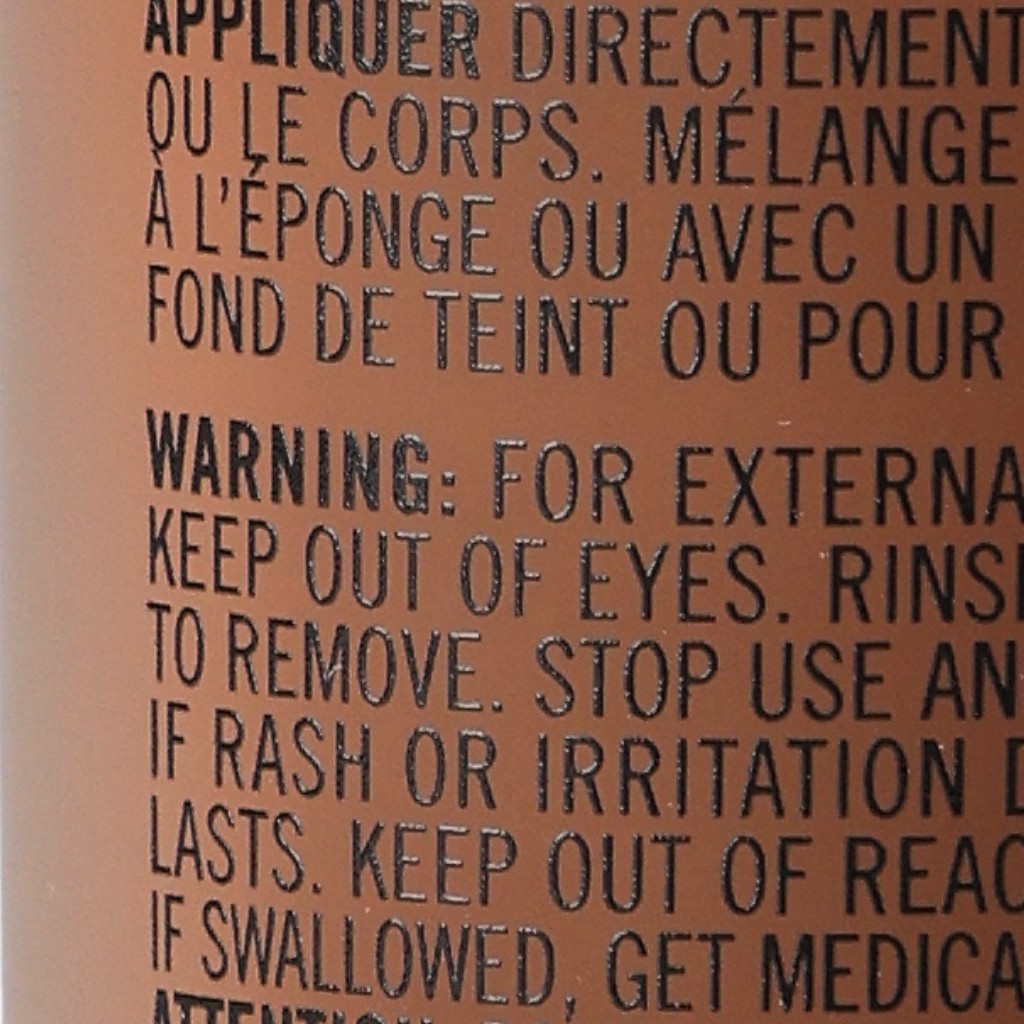 APPLIQUER DIRECTEMENT
OU LE CORPS. MÉLANGE
À L'ÉPONGE OU AVEC UN
FOND DE TEINT OU POUR
WARNING: FOR EXTERNA
KEEP OUT OF EYES. RINS
TO REMOVE. STOP USE AN
IF RASH OR IRRITATION
LASTS. KEEP OUT OF REAC
IF SWALLOWED, GET MEDICA
ATTENTION.